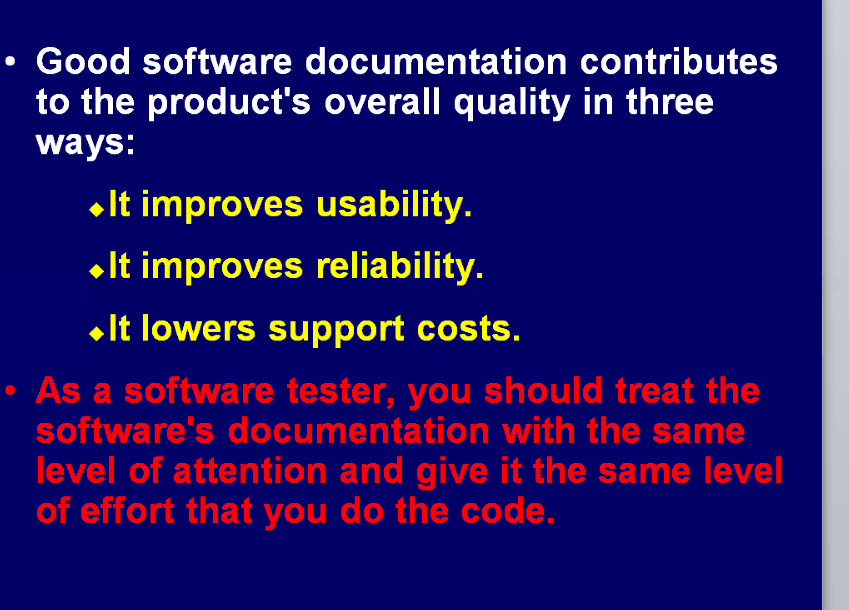 • Good software documentation contributes
to the product's overall quality in three
ways:
◆It improves usability.
◆It improves reliability.
◆It lowers support costs.
• As a software tester, you should treat the
software's documentation with the same
level of attention and give it the same level
of effort that you do the code.